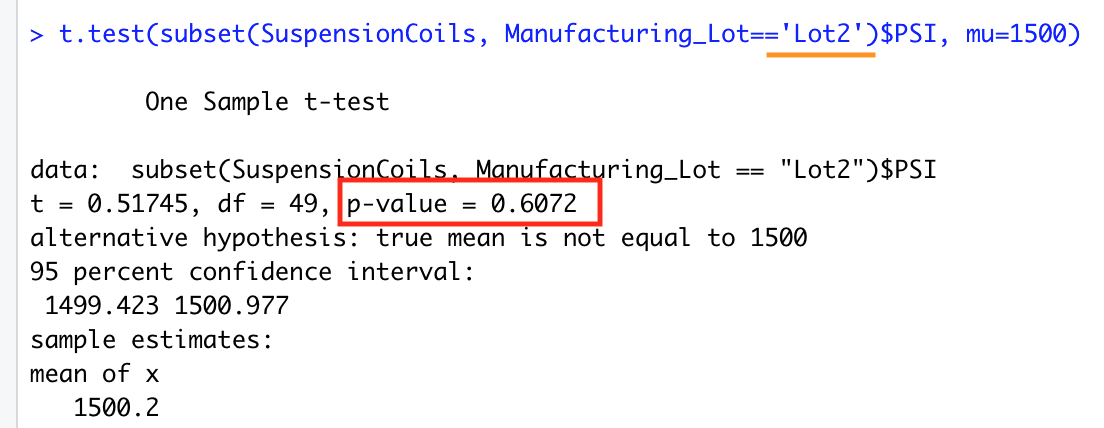 > t.test(subset(SuspensionCoils, Manufacturing_Lot=='Lot2')$PSI, mu=1500)
One Sample t-test
data:  subset(SuspensionCoils, Manufacturing_Lot == "Lot2")$PSI
t = 0.51745, df = 49, p-value = 0.6072
alternative hypothesis: true mean is not equal to 1500
95 percent confidence interval:
 1499.423 1500.977
sample estimates:
mean of x
   1500.2